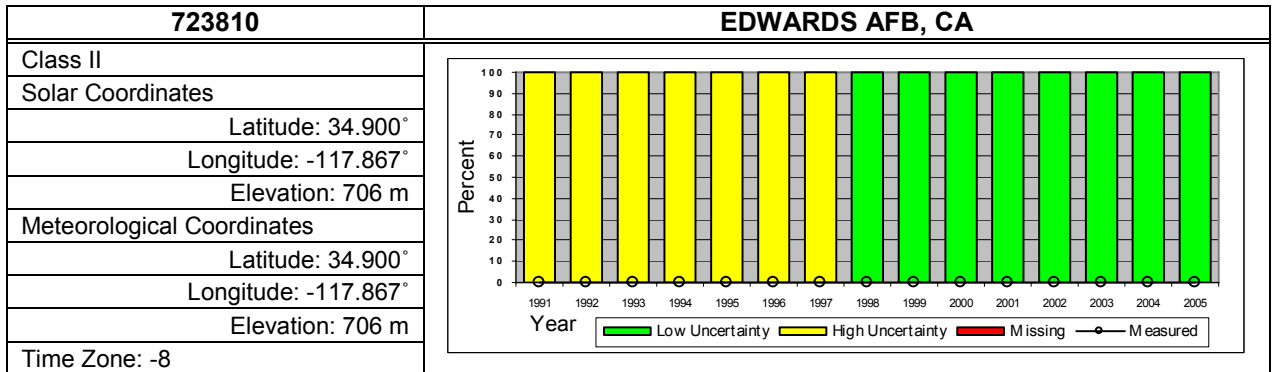 723810
EDWARDS AFB, CA
Class II
Solar Coordinates
Latitude: 34.900˚
Longitude: -117.867˚
Elevation: 706 m
Meteorological Coordinates
Latitude: 34.900˚
Longitude: -117.867˚
Elevation: 706 m
Time Zone: -8
Percent
100
90
80
70
60
50
40
30
20
10
0
1991 1992 1993 1994 1995 1996 1997 1998 1999 2000 2001 2002 2003 2004 2005
Year
Low Uncertainty High Uncertainty Missing Measured